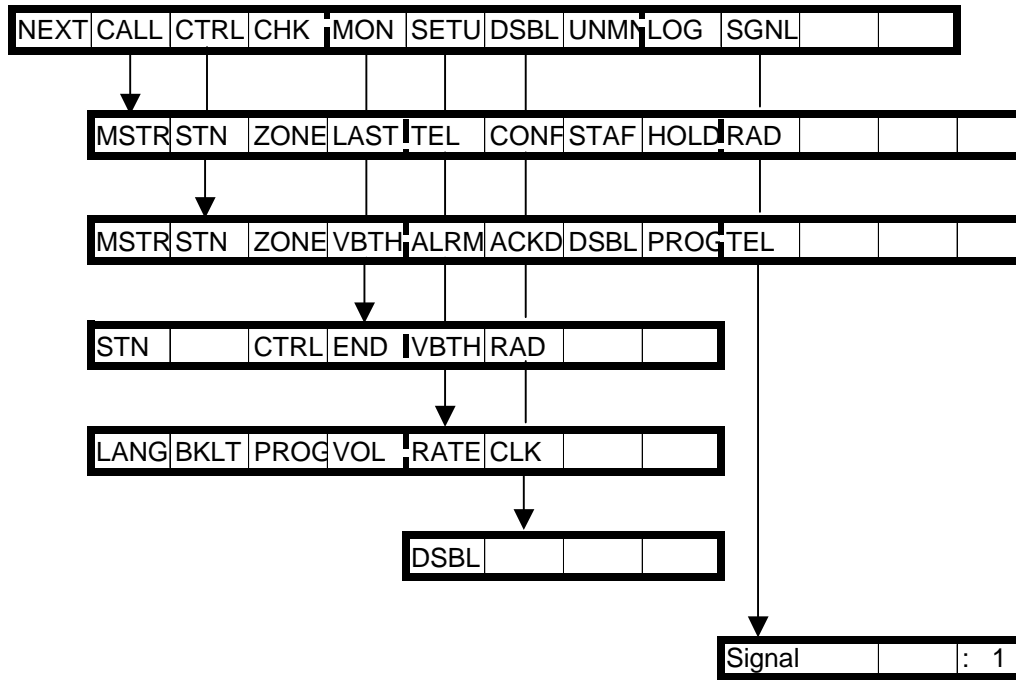 NEXT CALL CTRL CHK MON SETU DSBL UNMN LOG SGNL
MSTR STN ZONE LAST TEL CONF STAF HOLD RAD
MSTR STN ZONE VBTH ALRM ACKD DSBL PROG TEL
STN CTRL END VBTH RAD
LANG BKLT PROG VOL RATE CLK
DSBL
Signal : 1